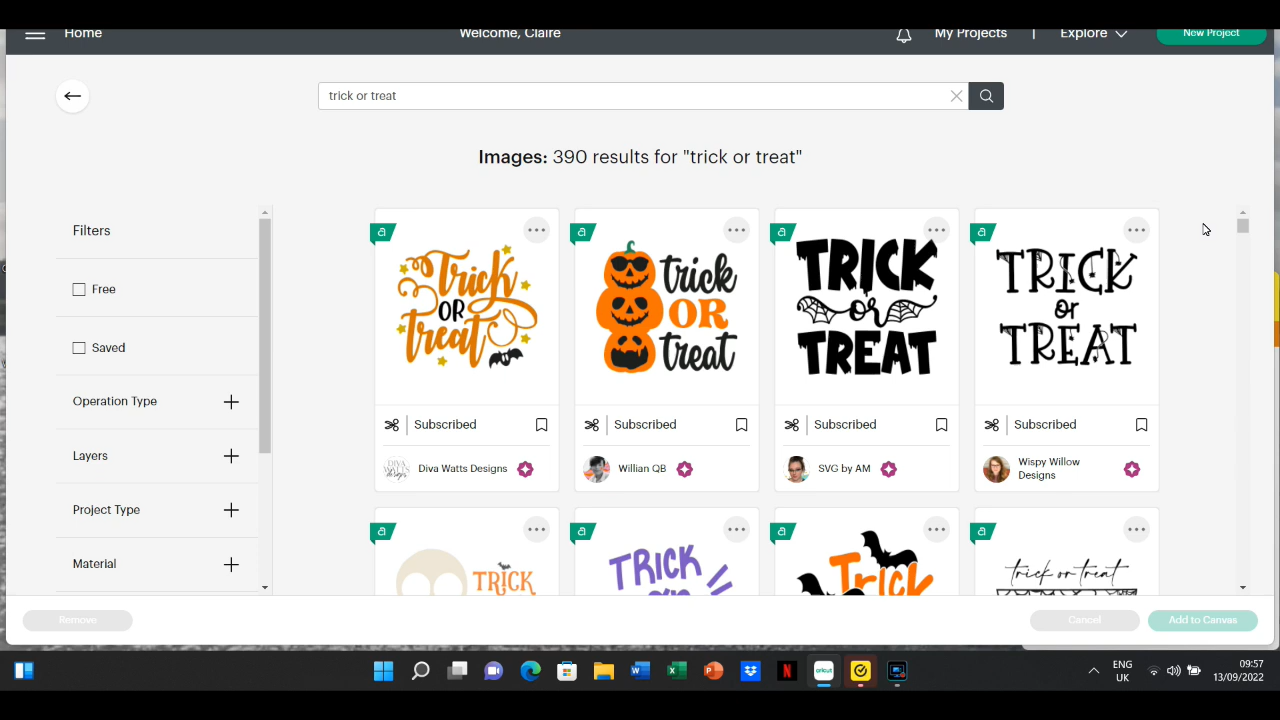 Home
Welcome, Claire
My Projects
Explore
New Project
trick or treat
Images: 390 results for "trick or treat"
Filters
Free
Saved
Operation Type
Layers
Project Type
Material
a
Trick
OR
treat
Subscribed
Diva Watts Designs
a
trick
OR
treat
Subscribed
Willian QB
a
TRICK
or
TREAT
Subscribed
SVG by AM
a
TRICK
or
TREAT
Subscribed
Wispy Willow
Designs
a
TRICK
a
TRICK
or
a
Trick
a
trick or treat
Remove
Cancel
Add to Canvas
cricut
ENG
UK
09:57
13/09/2022